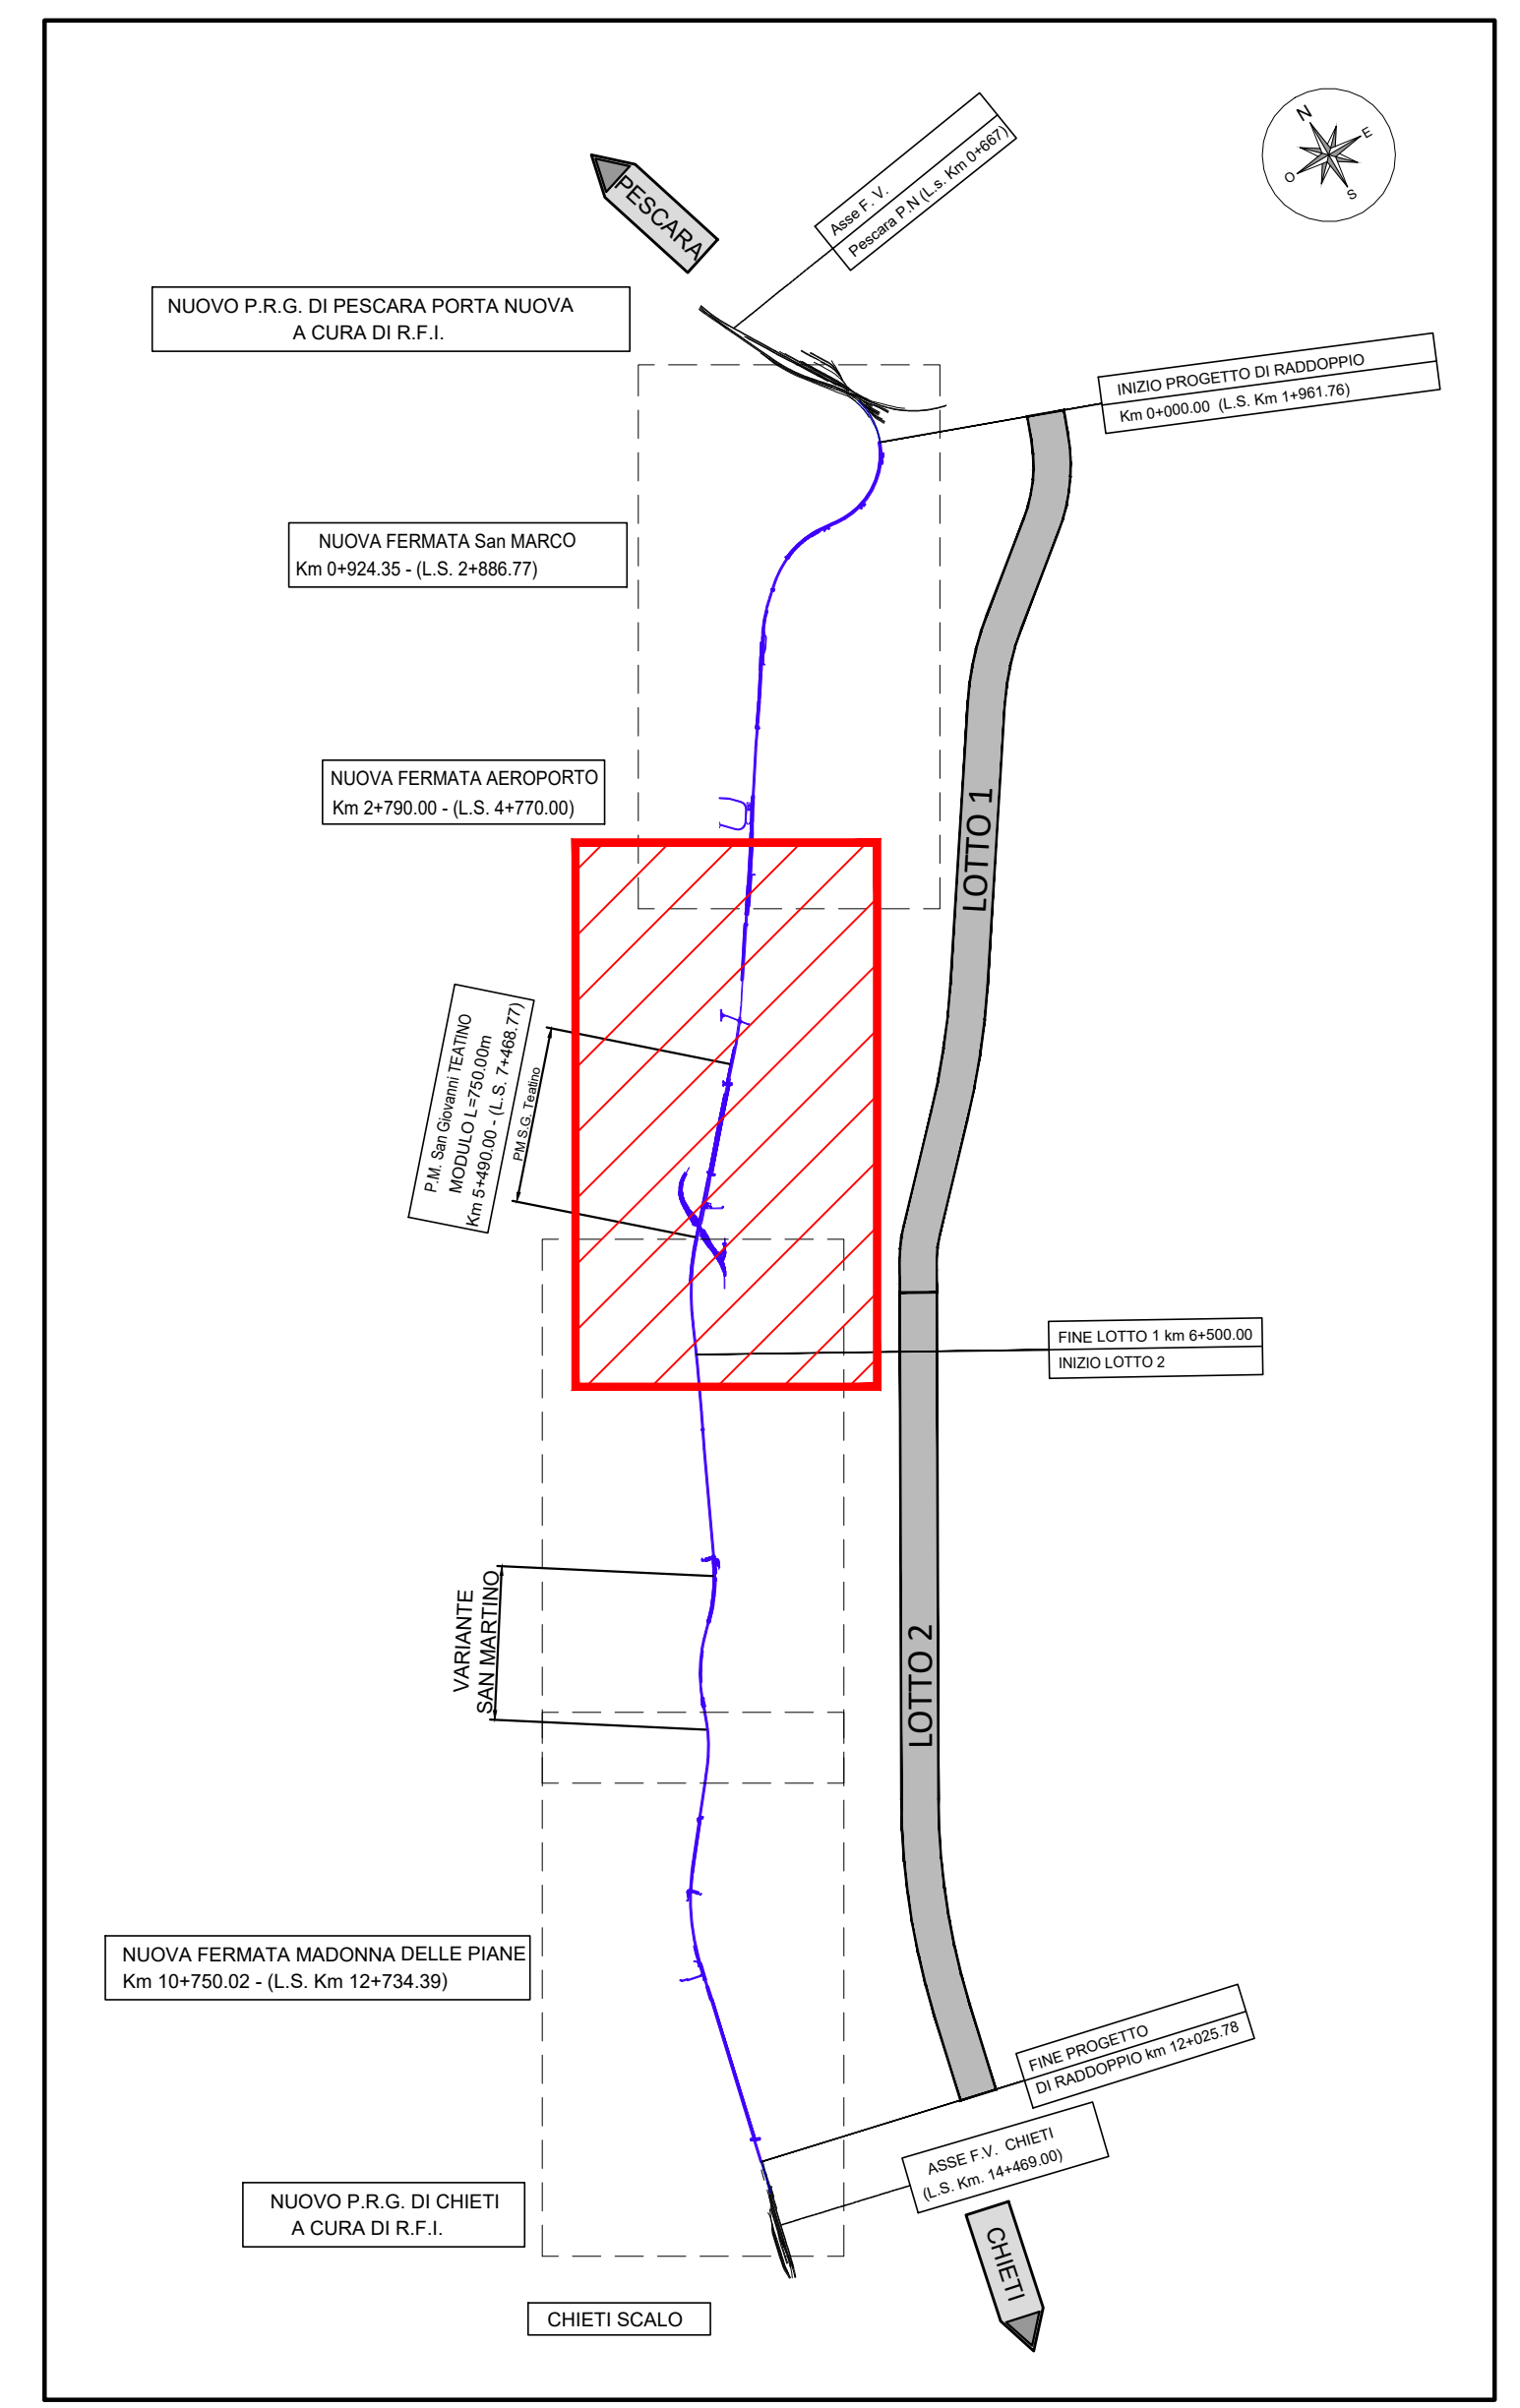 N
E
O
S
PESCARA
Asse F. V.
Pescara P.N (L.s. Km 0+667)
NUOVO P.R.G. DI PESCARA PORTA NUOVA
A CURA DI R.F.I.
INIZIO PROGETTO DI RADDOPPIO
Km 0+000.00 (L.S. Km 1+961.76)
NUOVA FERMATA San MARCO
Km 0+924.35 - (L.S. 2+886.77)
NUOVA FERMATA AEROPORTO
Km 2+790.00 - (L.S. 4+770.00)
LOTTO 1
P.M. San Giovanni TEATINO
MODULO L=750.00m
Km 5+490.00 - (L.S. 7+468.77)
PM S.G. Teatino
FINE LOTTO 1 km 6+500.00
INIZIO LOTTO 2
VARIANTE
SAN MARTINO
LOTTO 2
NUOVA FERMATA MADONNA DELLE PIANE
Km 10+750.02 - (L.S. Km 12+734.39)
FINE PROGETTO
DI RADDOPPIO km 12+025.78
ASSE F.V. CHIETI
(L.S. Km. 14+469.00)
NUOVO P.R.G. DI CHIETI
A CURA DI R.F.I.
CHIETI
CHIETI SCALO